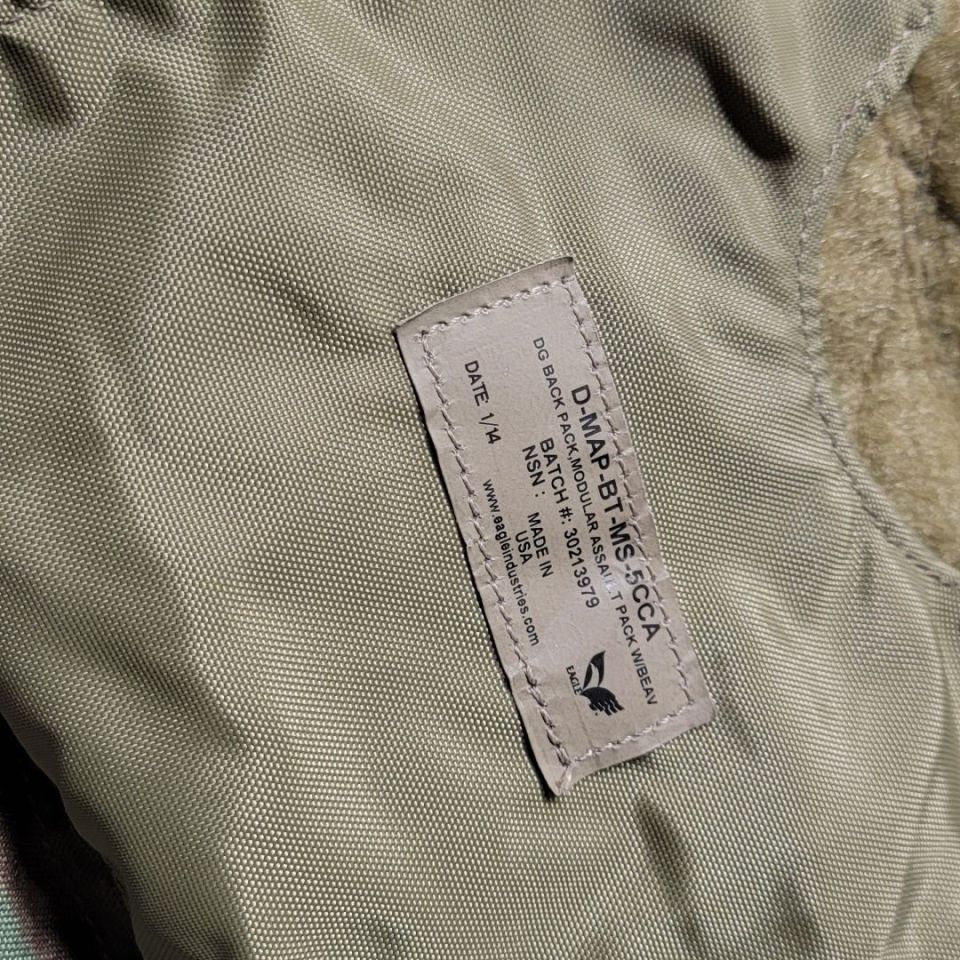 D-MAP-BT-MS-5CCA
DG BACK PACK,MODULAR ASSAULT PACK W/BEAV
BATCH #: 30213979
NSN :
MADE IN
USA
DATE 1/14
www.eagleindustries.com
EAGLE